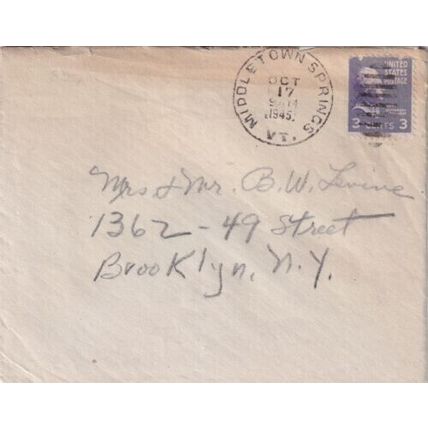 MIDDLETOWN SPRINGS
OCT
17
1945
VT.
UNITED
STATES
POSTAGE
3 CENTS 3
Mrs & Mr. B. W. Levine
1362 - 49 Street
Brooklyn, N.Y.